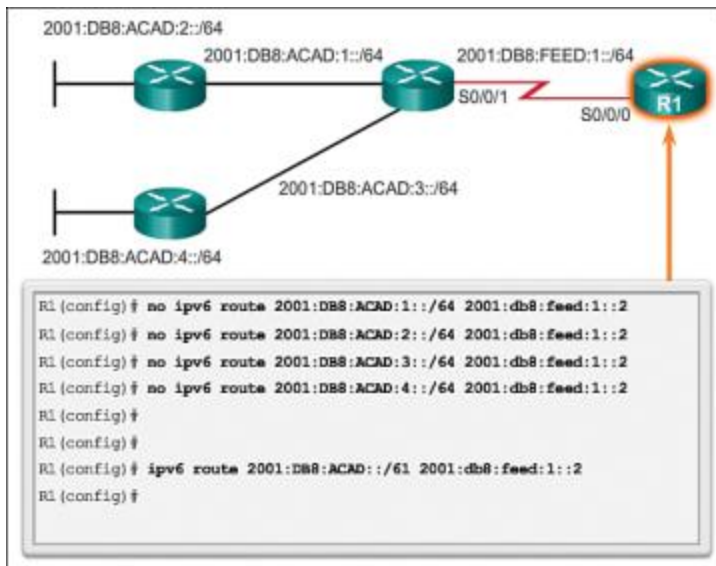 2001:DB8:ACAD:2::/64
2001:DB8:ACAD:1::/64
2001:DB8:FEED:1::/64
S0/0/1
S0/0/0
R1
2001:DB8:ACAD:3::/64
2001:DB8:ACAD:4::/64
R1(config)# no ipv6 route 2001:DB8:ACAD:1::/64 2001:db8:feed:1::2
R1(config)# no ipv6 route 2001:DB8:ACAD:2::/64 2001:db8:feed:1::2
R1(config)# no ipv6 route 2001:DB8:ACAD:3::/64 2001:db8:feed:1::2
R1(config)# no ipv6 route 2001:DB8:ACAD:4::/64 2001:db8:feed:1::2
R1(config)#
R1(config)#
R1(config)# ipv6 route 2001:DB8:ACAD::/61 2001:db8:feed:1::2
R1(config)#